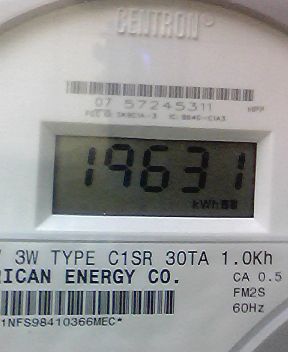 CENTRON
07 57245311
19631
kWh
3W TYPE C1SR 30TA 1.0Kh
RICAN ENERGY CO.
CA 0.5
FM2S
60Hz
1NFS98410366MEC*